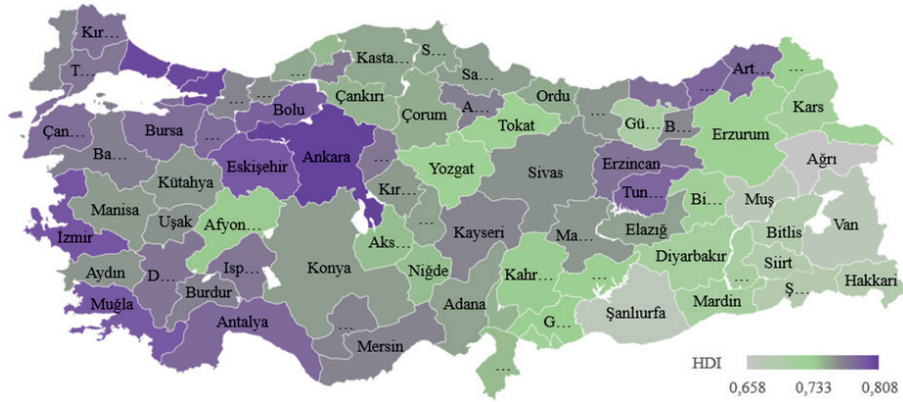 Kır…
T…
Kasta…
S…
Sa…
…
Art…
…
Çankırı
Çorum
A…
Ordu
…
Gü…
B…
Kars
Bolu
…
…
Çan…
Bursa
…
Tokat
Erzurum
Ba…
Eskişehir
Ankara
…
Yozgat
Sivas
Erzincan
Ağrı
Kütahya
Kır…
Tun…
Bi…
Muş
Manisa
Uşak
Afyon…
…
Kayseri
Ma…
Elazığ
Bitlis
Van
İzmir
Aks…
Diyarbakır
Siirt
Aydın
D…
Isp…
Konya
Niğde
Kahr…
…
…
Hakkari
Burdur
Mardin
Ş…
Muğla
Antalya
…
Mersin
Adana
G…
Şanlıurfa
…
HDI
0,658
0,733
0,808